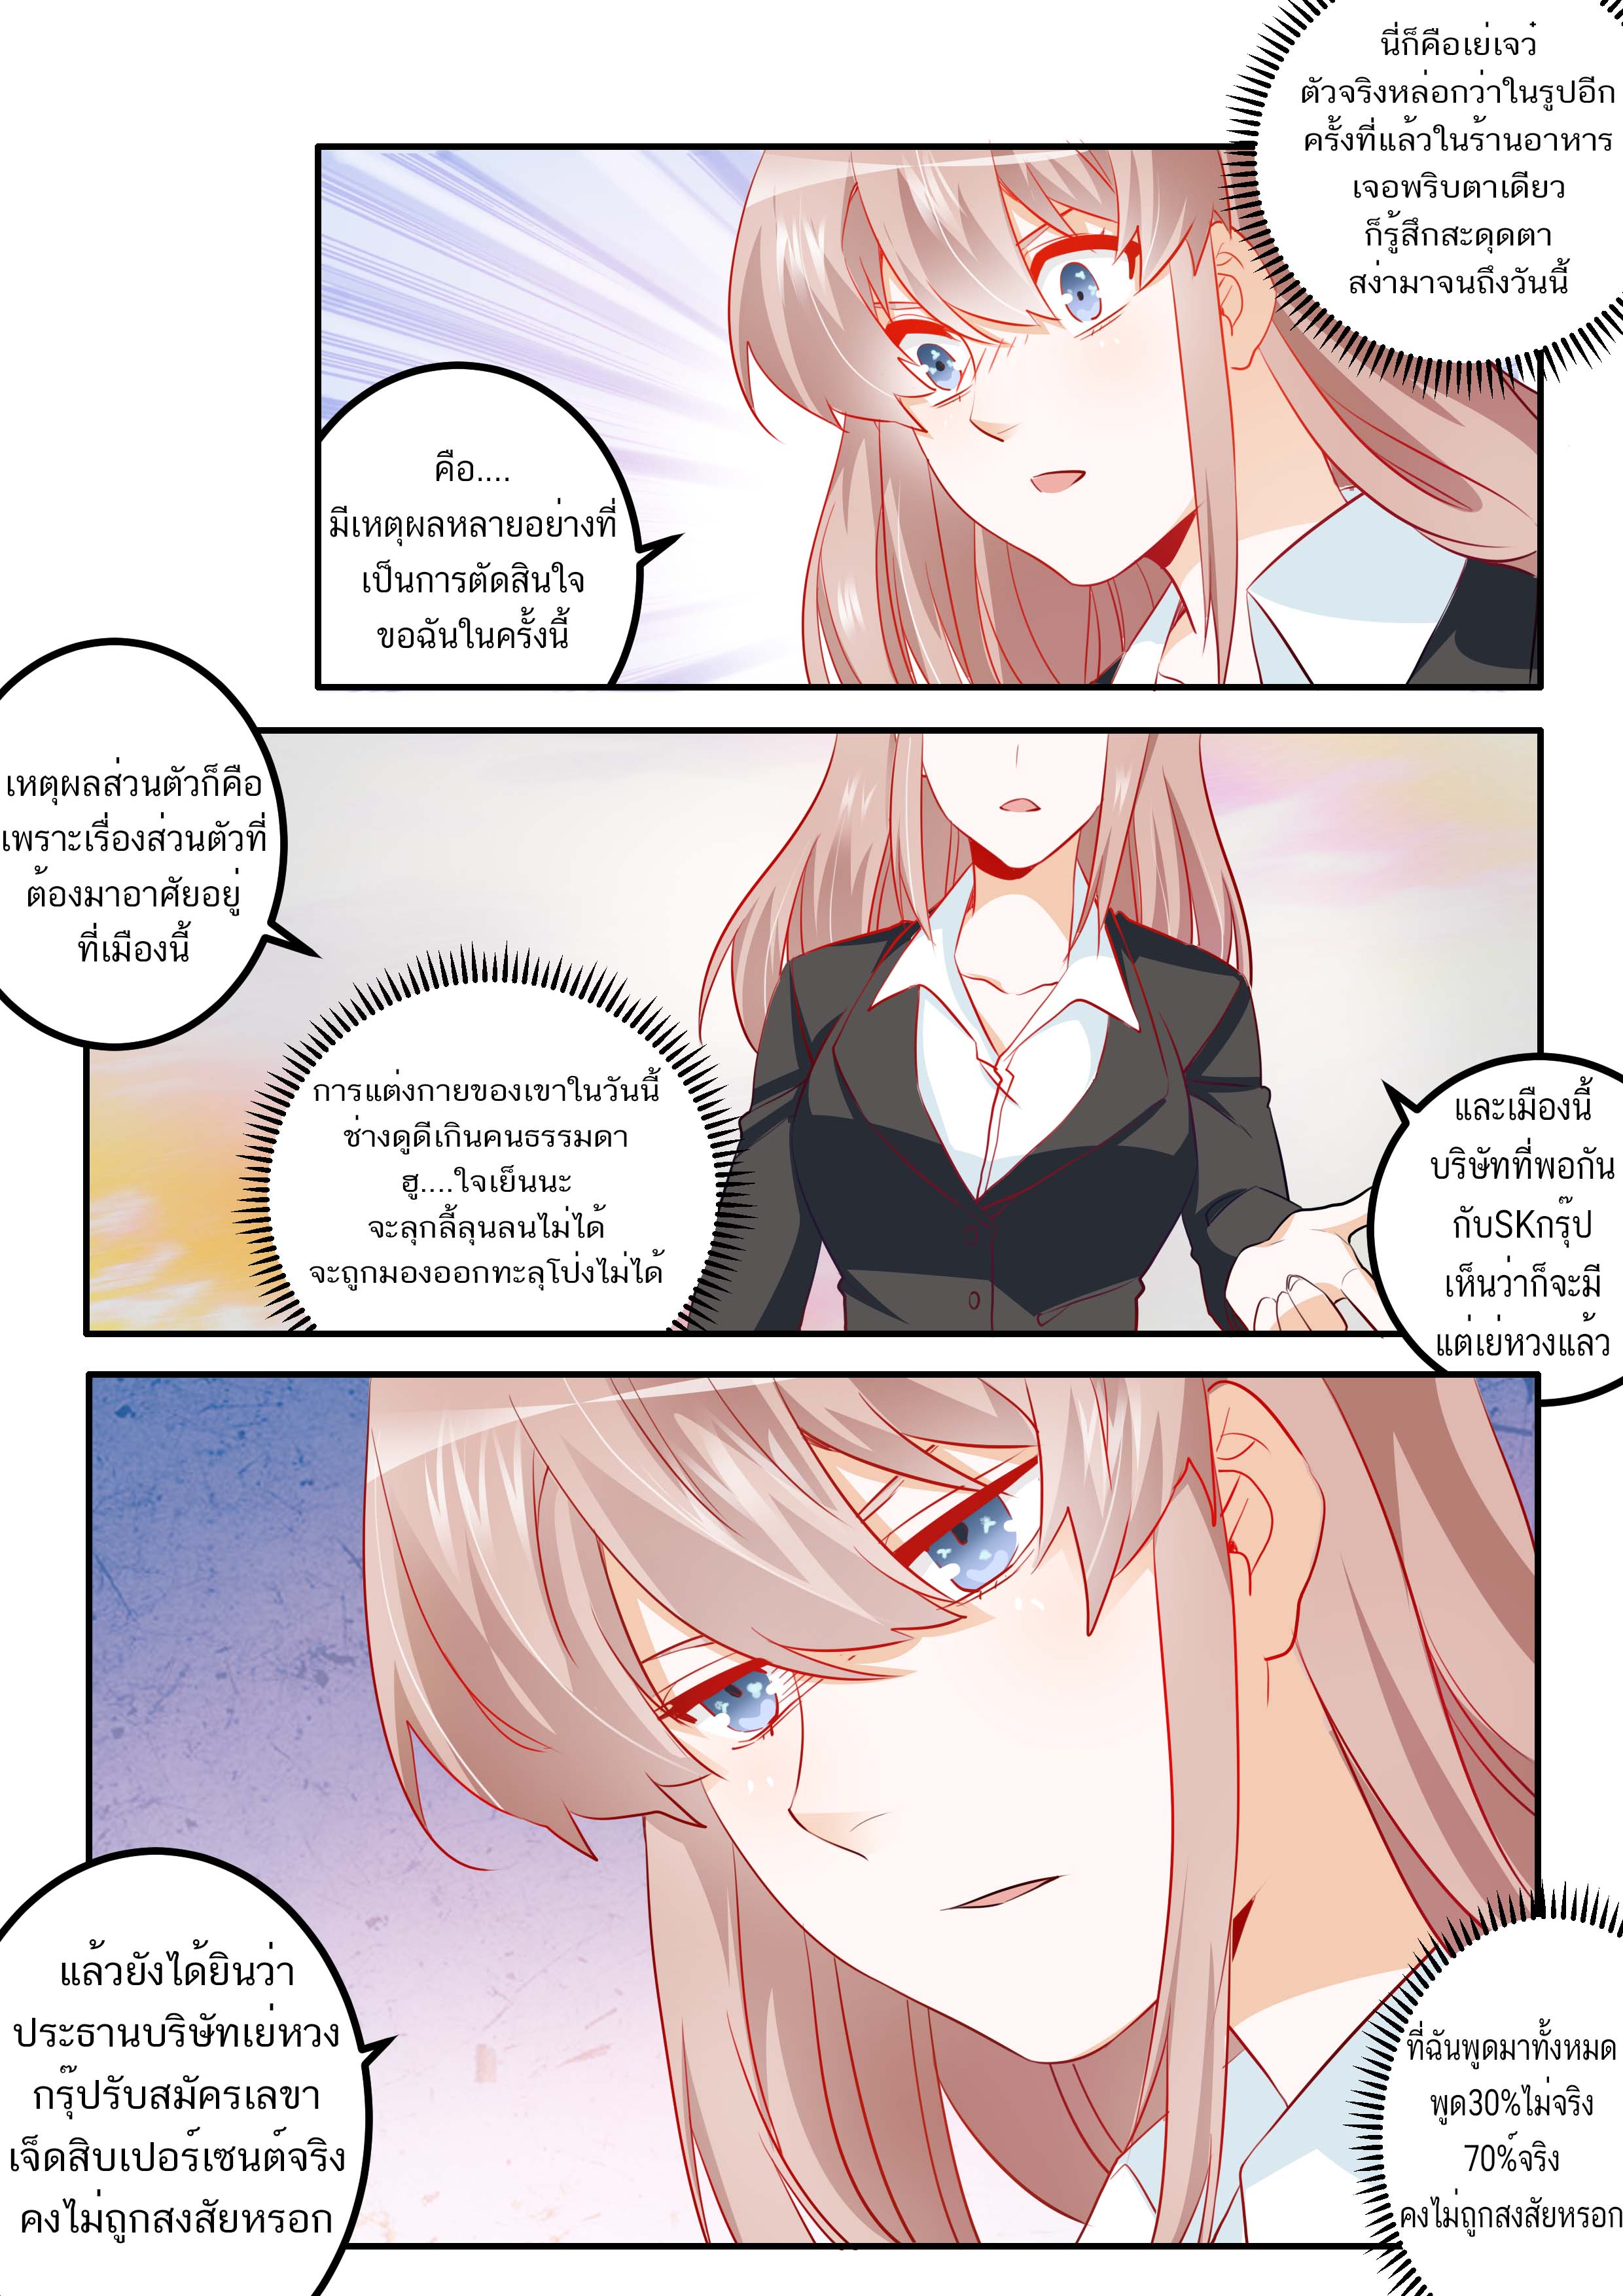 นี่ก็คือเย่เจว๋
ตัวจริงหล่อกว่าในรูปอีก
ครั้งที่แล้วในร้านอาหาร
เจอพริบตาเดียว
ก็รู้สึกสะดุดตา
สง่ามาจนถึงวันนี้
คือ....
มีเหตุผลหลายอย่างที่
เป็นการตัดสินใจ
ขอฉันในครั้งนี้
เหตุผลส่วนตัวก็คือ
เพราะเรื่องส่วนตัวที่
ต้องมาอาศัยอยู่
ที่เมืองนี้
การแต่งกายของเขาในวันนี้
ช่างดูดีเกินคนธรรมดา
ฮู....ใจเย็นนะ
จะลุกลี้ลุนลนไม่ได้
จะถูกมองออกทะลุโป่งไม่ได้
และเมืองนี้
บริษัทที่พอกัน
กับSKกรุ๊ป
เห็นว่าก็จะมี
แต่เย่หวงแล้ว
แล้วยังได้ยินว่า
ประธานบริษัทเย่หวง
กรุ๊ปรับสมัครเลขา
เจ็ดสิบเปอร์เซนต์จริง
คงไม่ถูกสงสัยหรอก
ที่ฉันพูดมาทั้งหมด
พูด30%ไม่จริง
70%จริง
คงไม่ถูกสงสัยหรอก